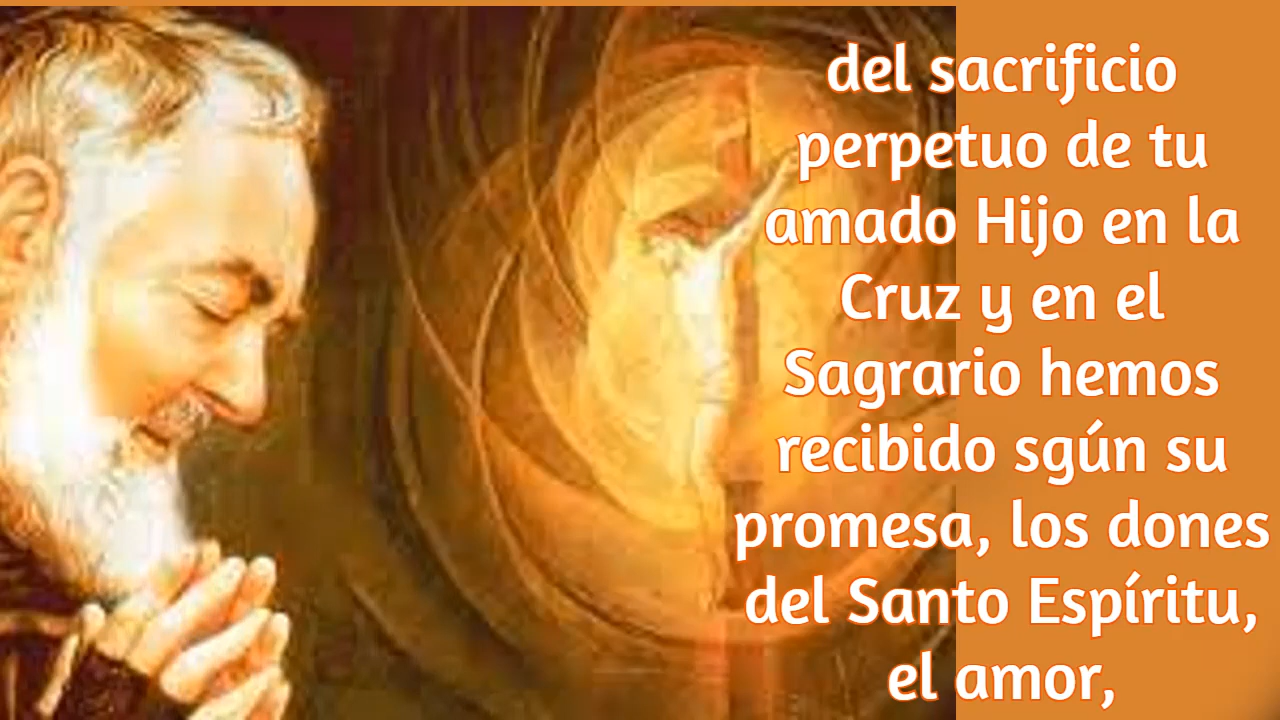 del sacrificio
perpetuo de tu
amado Hijo en la
Cruz y en el
Sagrario hemos
recibido sgún su
promesa, los dones
del Santo Espíritu,
el amor,